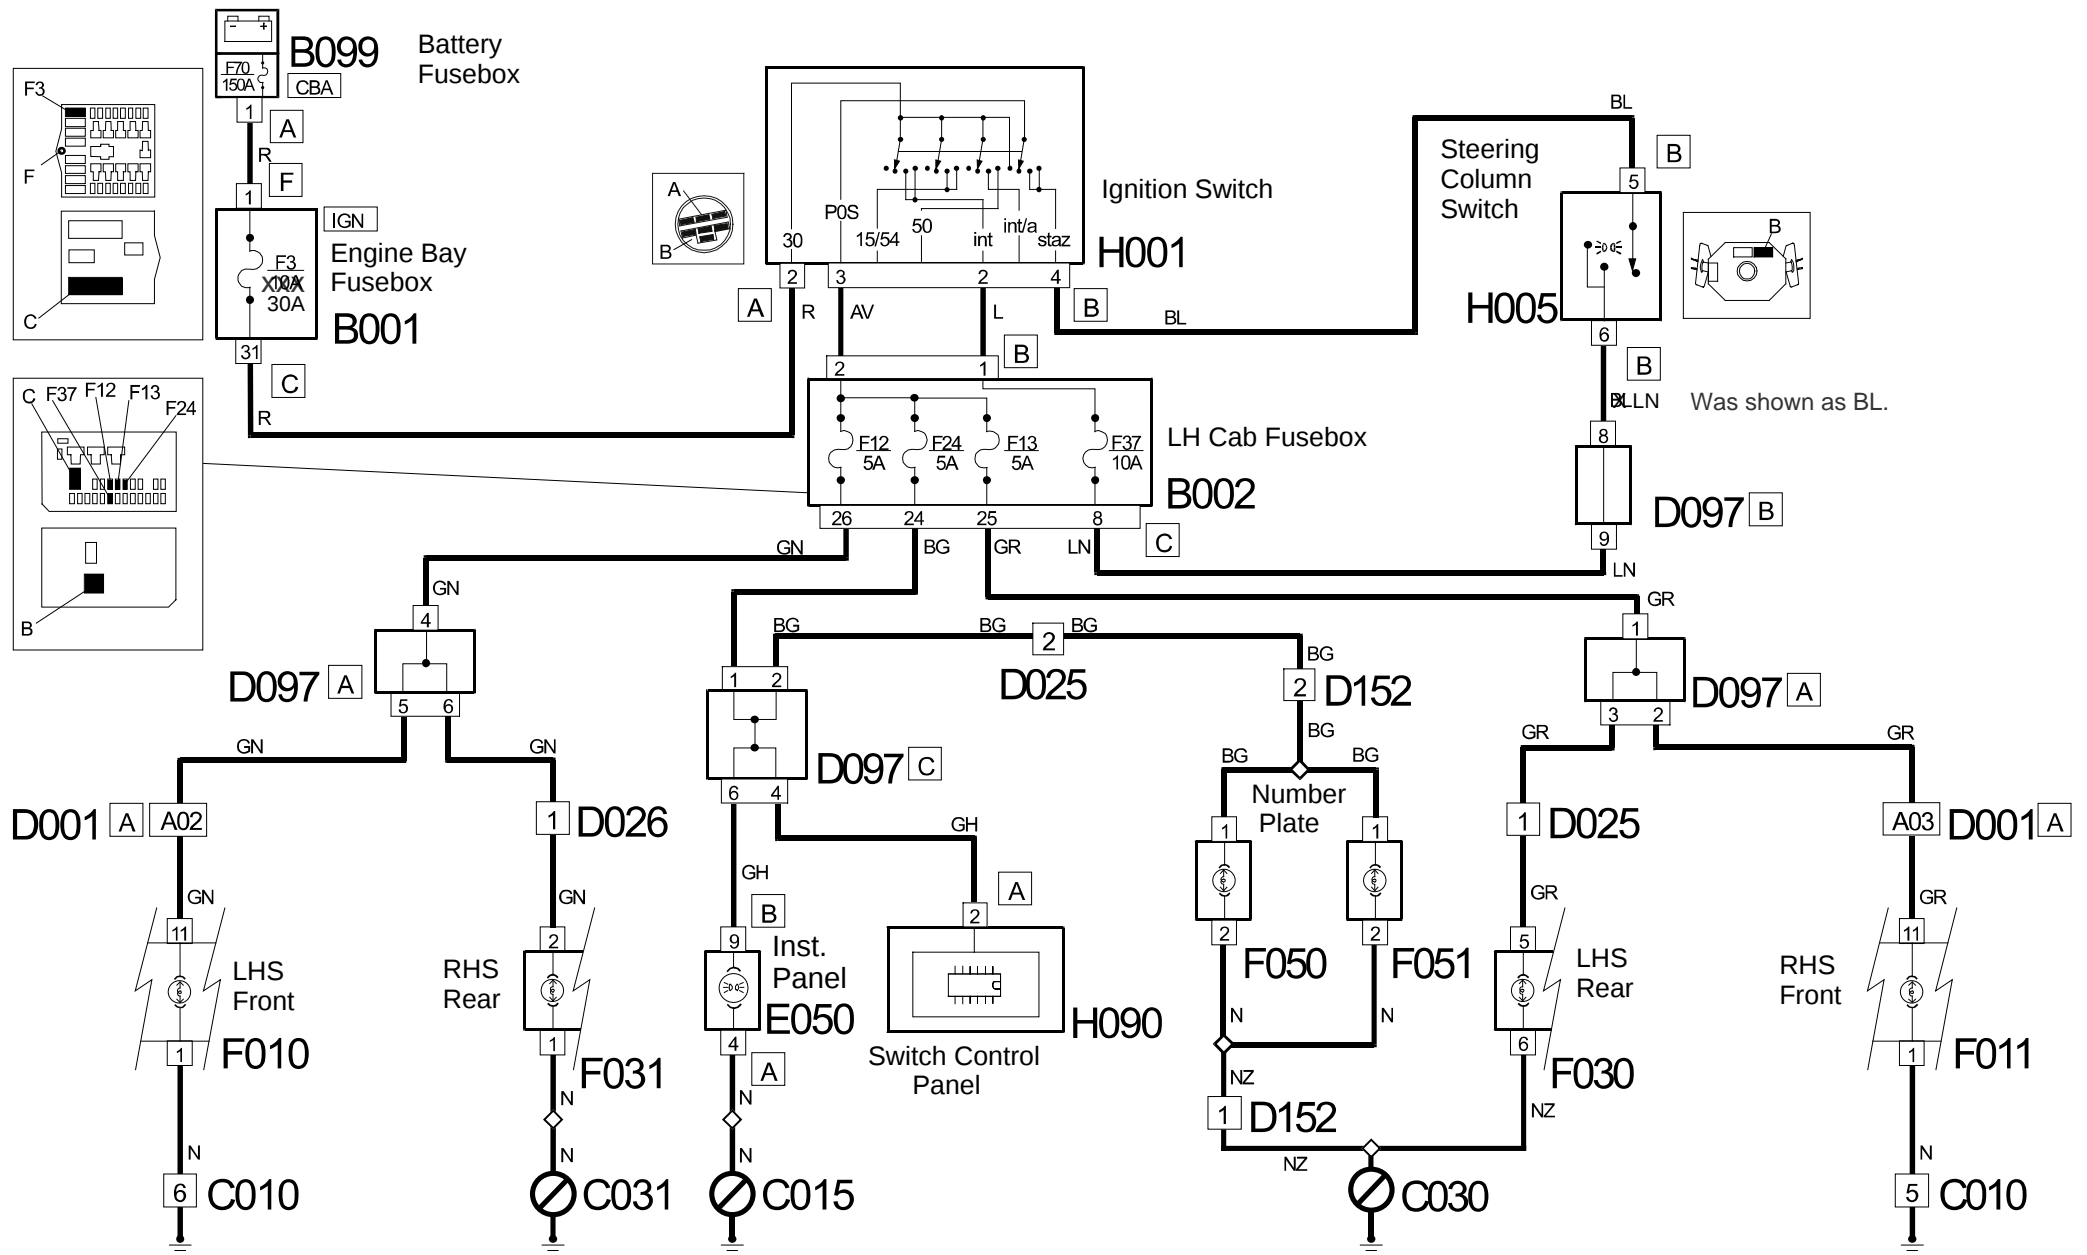 B099
Battery
Fusebox
F70
150A
CBA
1
A
R
F
1
IGN
Engine Bay
Fusebox
F3
30A
B001
31
C
R
F3
F
C
C
F37
F12
F13
F24
B
A
B
30
P0S
15/54
50
int
int/a
staz
Ignition Switch
H001
2
3
2
4
A
R
AV
L
B
BL
BL
Steering
Column
Switch
B
5
B
H005
6
B
LN
Was shown as BL.
8
D097
B
9
LN
B
2
1
F12
5A
F24
5A
F13
5A
F37
10A
LH Cab Fusebox
B002
26
24
25
8
C
GN
BG
GR
LN
GN
4
D097
A
5
6
GN
GN
D001
A
A02
1
D026
GN
GN
11
LHS
Front
1
F010
N
6
C010
RHS
Rear
2
1
F031
N
N
C031
BG
BG
2
BG
D025
1
2
D097
C
6
4
GH
GH
B
9
Inst.
Panel
E050
4
A
N
N
C015
A
2
H090
Switch Control
Panel
BG
2
D152
BG
BG
BG
Number
Plate
1
1
2
2
F050
F051
N
N
NZ
1
D152
NZ
C030
GR
1
D097
A
3
2
GR
GR
1
D025
GR
5
LHS
Rear
6
F030
NZ
A03
D001
A
GR
11
RHS
Front
1
F011
N
5
C010